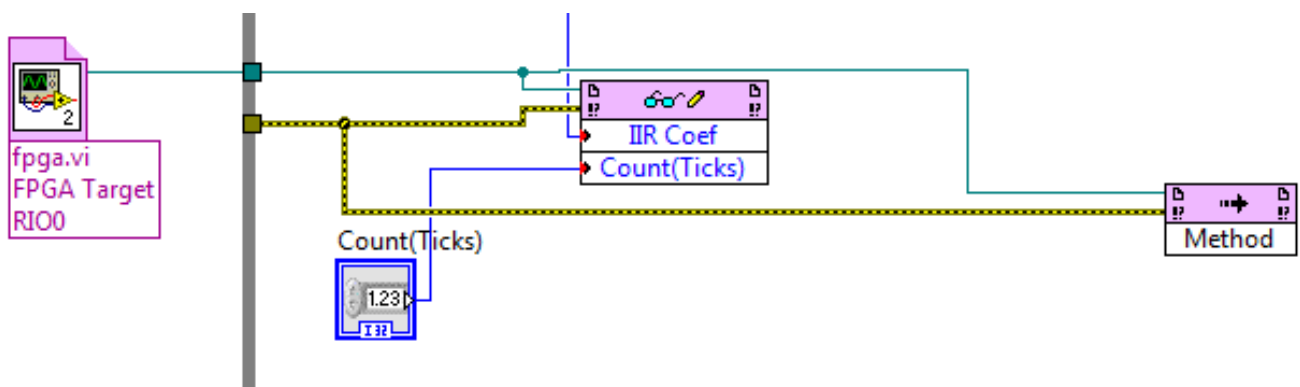 2
fpga.vi
FPGA Target
RIO0
IIR Coef
Count(Ticks)
Method
Count(Ticks)
1.23
I32